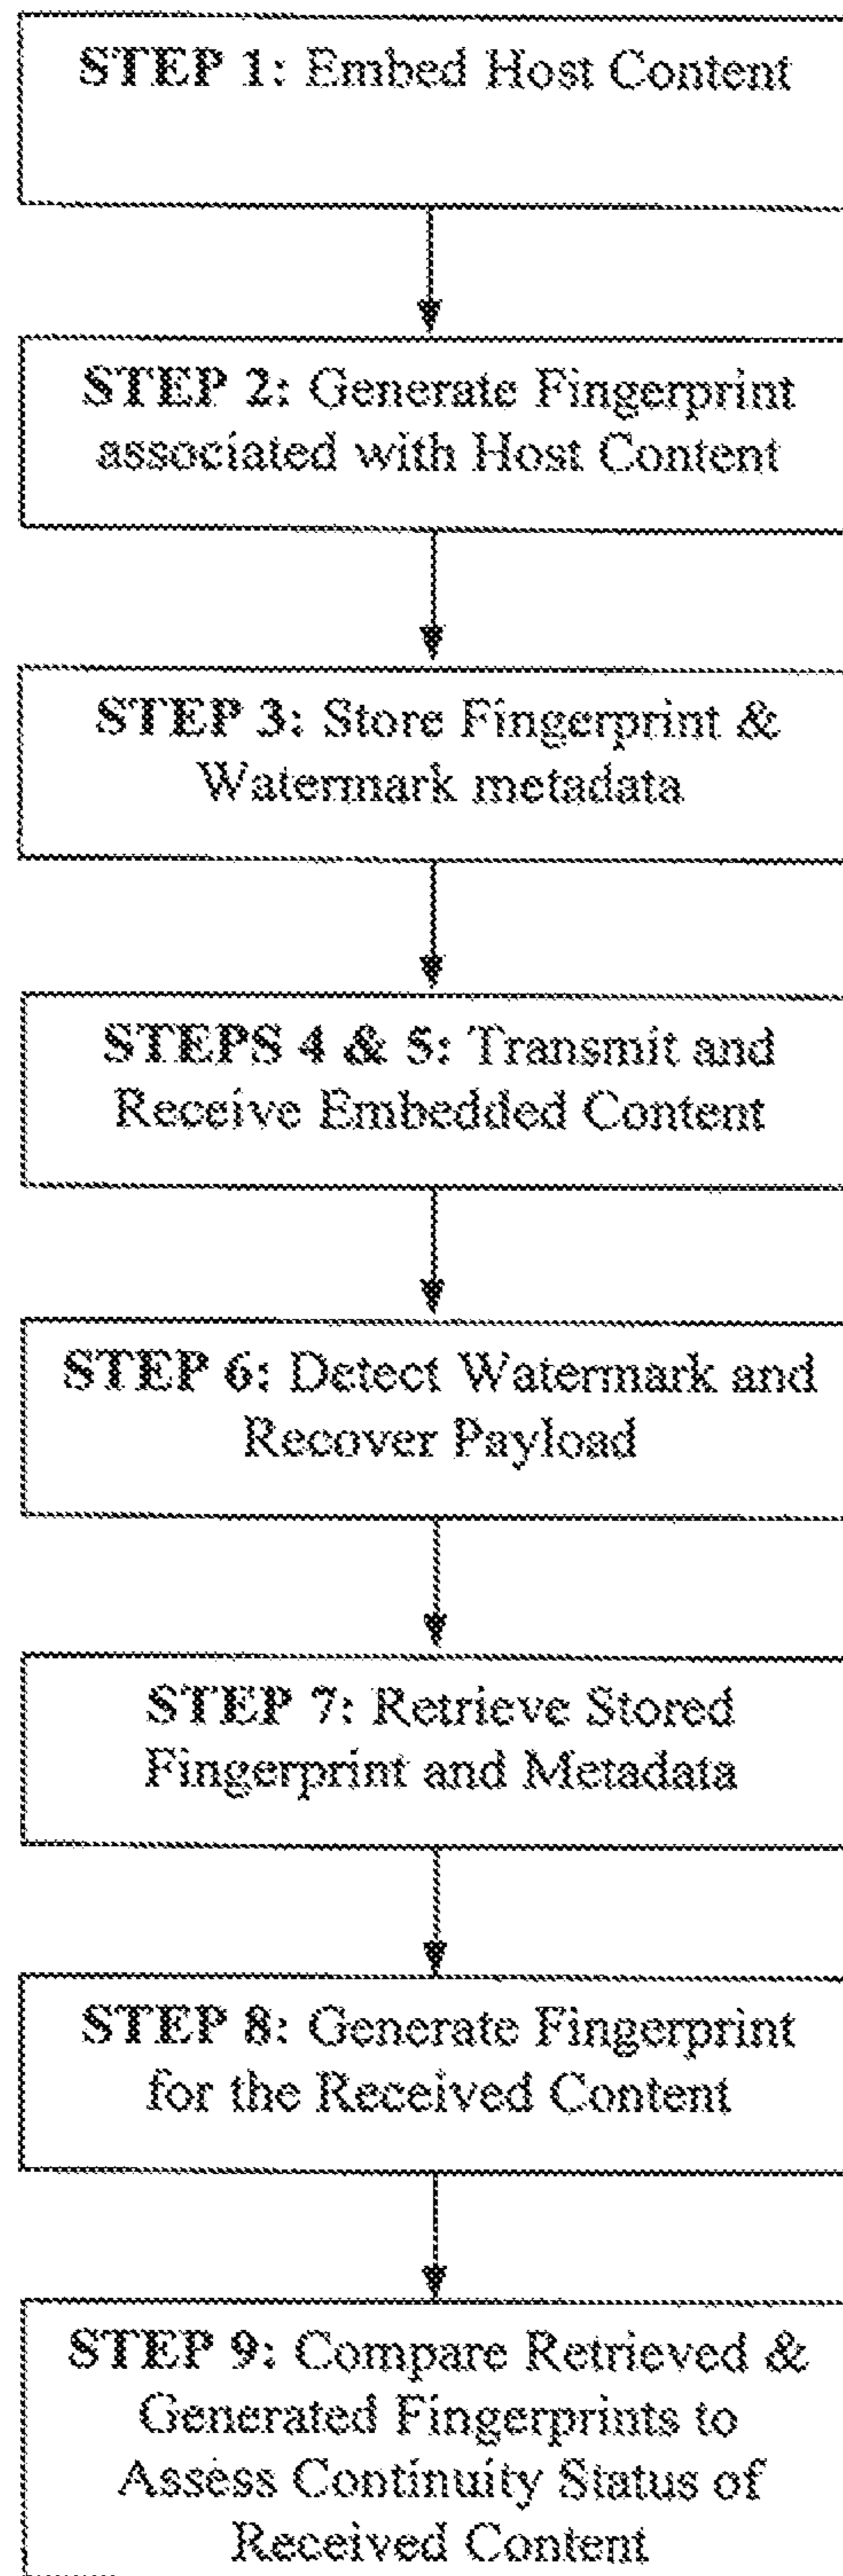 STEP 1: Embed Host Content
STEP 2: Generate Fingerprint
associated with Host Content
STEP 3: Store Fingerprint &
Watermark metadata
STEPS 4 & 5: Transmit and
Receive Embedded Content
STEP 6: Detect Watermark and
Recover Payload
STEP 7: Retrieve Stored
Fingerprint and Metadata
STEP 8: Generate Fingerprint
for the Received Content
STEP 9: Compare Retrieved &
Generated Fingerprints to
Assess Continuity Status of
Received Content